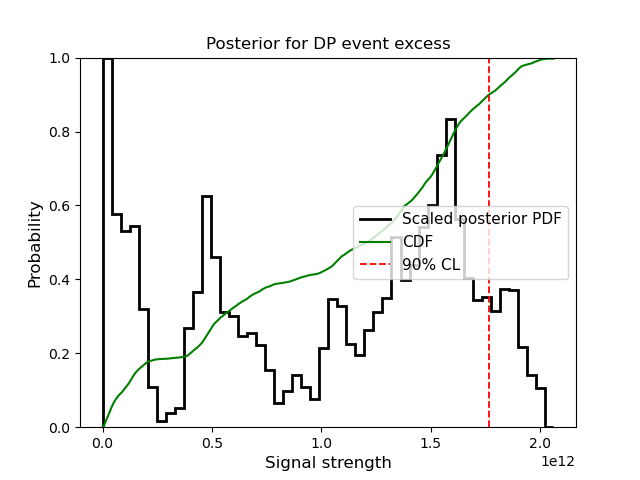 Posterior for DP event excess
1.0
0.8
0.6
0.4
0.2
0.0
Probability
Scaled posterior PDF
CDF
90% CL
0.0 0.5 1.0 1.5 2.0
1e12
Signal strength